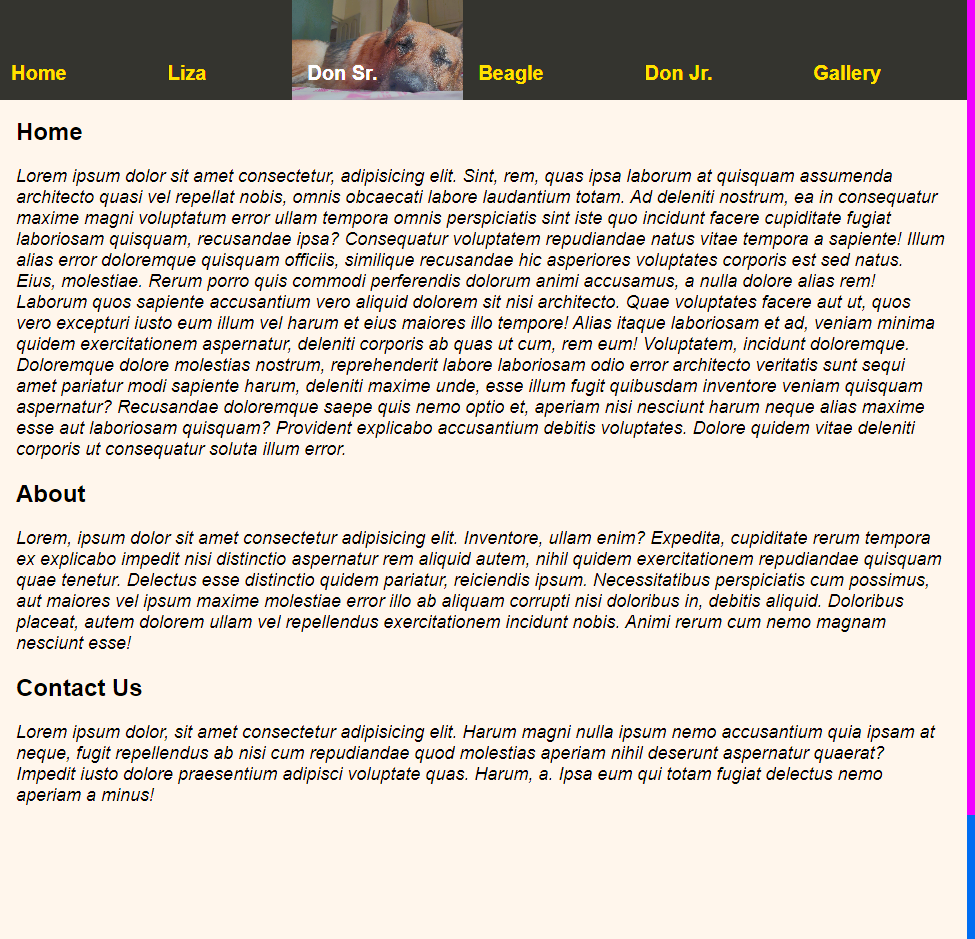 Home Liza Don Sr. Beagle Don Jr. Gallery
Home
Lorem ipsum dolor sit amet consectetur, adipisicing elit. Sint, rem, quas ipsa laborum at quisquam assumenda
architecto quasi vel repellat nobis, omnis obcaecati labore laudantium totam. Ad deleniti nostrum, ea in consequatur
maxime magni voluptatum error ullam tempora omnis perspiciatis sint iste quo incidunt facere cupiditate fugiat
laboriosam quisquam, recusandae ipsa? Consequatur voluptatem repudiandae natus vitae tempora a sapiente! Illum
alias error doloremque quisquam officiis, similique recusandae hic asperiores voluptates corporis est sed natus.
Eius, molestiae. Rerum porro quis commodi perferendis dolorum animi accusamus, a nulla dolore alias rem!
Laborum quos sapiente accusantium vero aliquid dolorem sit nisi architecto. Quae voluptates facere aut ut, quos
vero excepturi iusto eum illum vel harum et eius maiores illo tempore! Alias itaque laboriosam et ad, veniam minima
quidem exercitationem aspernatur, deleniti corporis ab quas ut cum, rem eum! Voluptatem, incidunt doloremque.
Doloremque dolore molestias nostrum, reprehenderit labore laboriosam odio error architecto veritatis sunt sequi
amet pariatur modi sapiente harum, deleniti maxime unde, esse illum fugit quibusdam inventore veniam quisquam
aspernatur? Recusandae doloremque saepe quis nemo optio et, aperiam nisi nesciunt harum neque alias maxime
esse aut laboriosam quisquam? Provident explicabo accusantium debitis voluptates. Dolore quidem vitae deleniti
corporis ut consequatur soluta illum error.
About
Lorem, ipsum dolor sit amet consectetur adipisicing elit. Inventore, ullam enim? Expedita, cupiditate rerum tempora
ex explicabo impedit nisi distinctio aspernatur rem aliquid autem, nihil quidem exercitationem repudiandae quisquam
quae tenetur. Delectus esse distinctio quidem pariatur, reiciendis ipsum. Necessitatibus perspiciatis cum possimus,
aut maiores vel ipsum maxime molestiae error illo ab aliquam corrupti nisi doloribus in, debitis aliquid. Doloribus
placeat, autem dolorem ullam vel repellendus exercitationem incidunt nobis. Animi rerum cum nemo magnam
nesciunt esse!
Contact Us
Lorem ipsum dolor, sit amet consectetur adipisicing elit. Harum magni nulla ipsum nemo accusantium quia ipsam at
neque, fugit repellendus ab nisi cum repudiandae quod molestias aperiam nihil deserunt aspernatur quaerat?
Impedit iusto dolore praesentium adipisci voluptate quas. Harum, a. Ipsa eum qui totam fugiat delectus nemo
aperiam a minus!